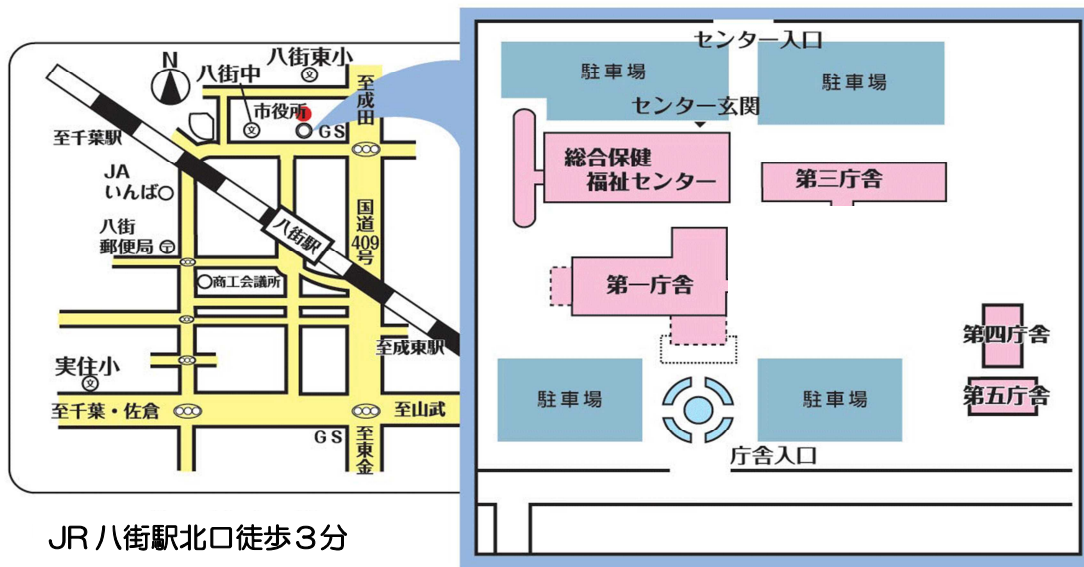 N
八街東小
八街中
至成田
市役所
GS
至千葉駅
JA
いんば
国道
409
号
八街
郵便局
八街駅
商工会議所
至成東駅
実住小
至千葉・佐倉
至山武
GS
至東金
JR 八街駅北口徒歩3分
センター入口
駐車場
駐車場
センター玄関
総合保健
福祉センター
第三庁舎
第一庁舎
第四庁舎
第五庁舎
駐車場
駐車場
庁舎入口